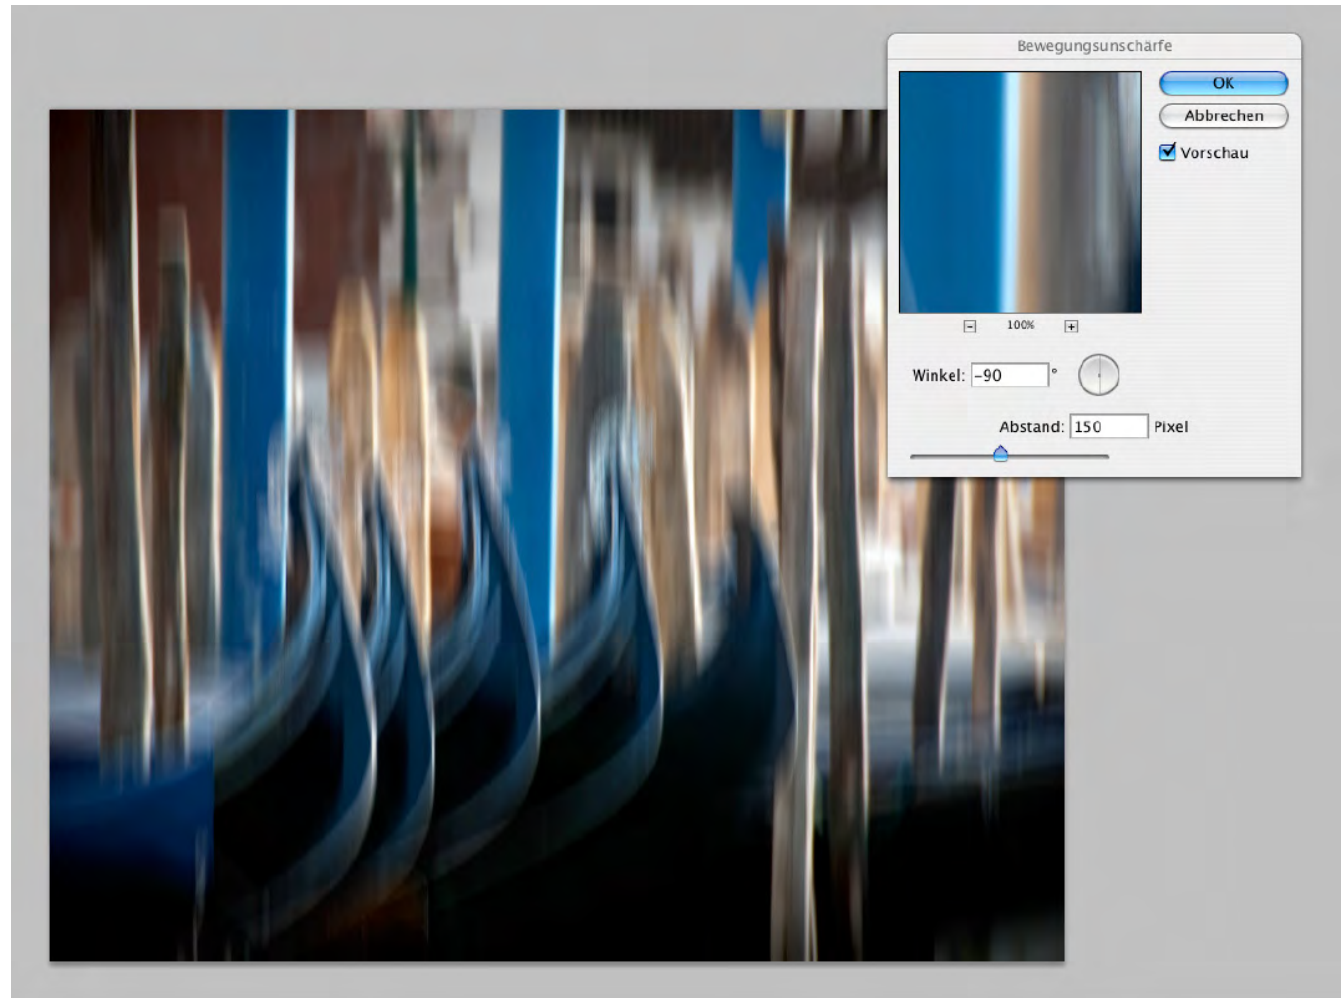 Bewegungsunschärfe
OK
Abbrechen
Vorschau
100%
Winkel: -90 °
Abstand: 150 Pixel